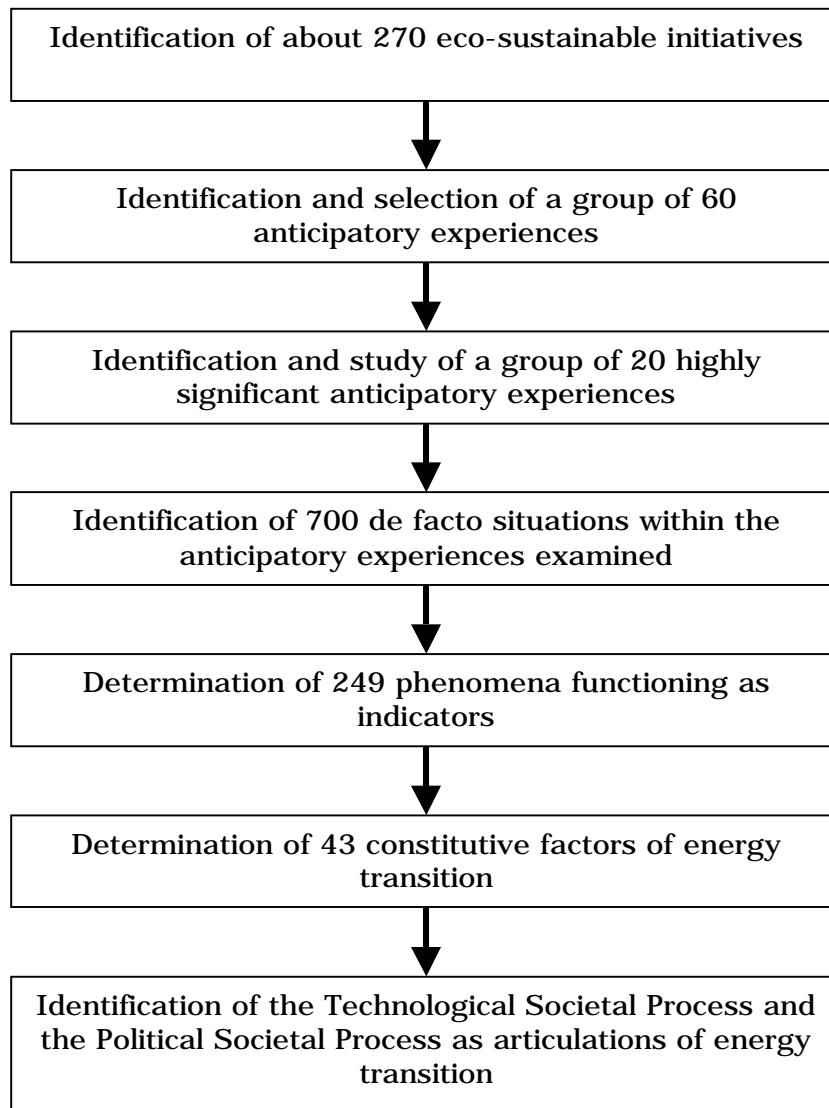 Identification of about 270 eco-sustainable initiatives
Identification and selection of a group of 60
anticipatory experiences
Identification and study of a group of 20 highly
significant anticipatory experiences
Identification of 700 de facto situations within the
anticipatory experiences examined
Determination of 249 phenomena functioning as
indicators
Determination of 43 constitutive factors of energy
transition
Identification of the Technological Societal Process and
the Political Societal Process as articulations of energy
transition